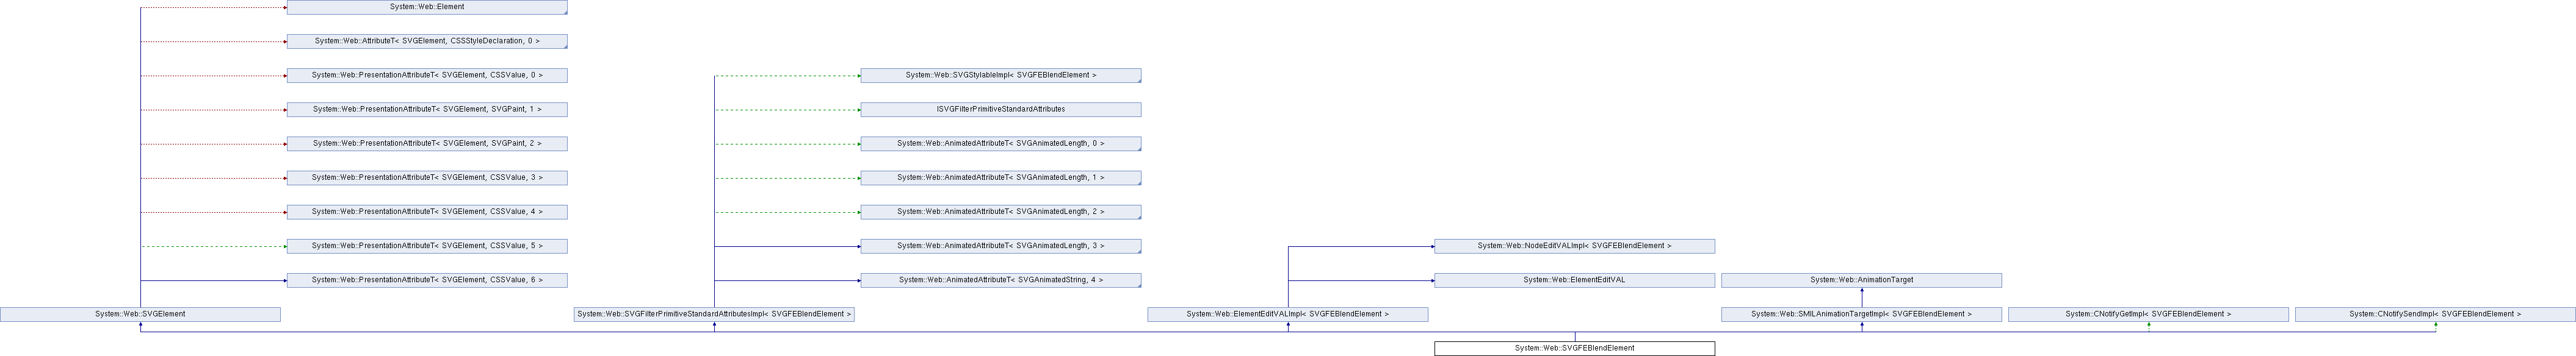 System::Web::Element
System::Web::AttributeT< SVGElement, CSSStyleDeclaration, 0 >
System::Web::PresentationAttributeT< SVGElement, CSSValue, 0 >
System::Web::SVGStylableImpl< SVGFEBlendElement >
System::Web::PresentationAttributeT< SVGElement, SVGPaint, 1 >
ISVGFilterPrimitiveStandardAttributes
System::Web::PresentationAttributeT< SVGElement, SVGPaint, 2 >
System::Web::AnimatedAttributeT< SVGAnimatedLength, 0 >
System::Web::PresentationAttributeT< SVGElement, CSSValue, 3 >
System::Web::AnimatedAttributeT< SVGAnimatedLength, 1 >
System::Web::PresentationAttributeT< SVGElement, CSSValue, 4 >
System::Web::AnimatedAttributeT< SVGAnimatedLength, 2 >
System::Web::PresentationAttributeT< SVGElement, CSSValue, 5 >
System::Web::AnimatedAttributeT< SVGAnimatedLength, 3 >
System::Web::NodeEditVALImpl< SVGFEBlendElement >
System::Web::PresentationAttributeT< SVGElement, CSSValue, 6 >
System::Web::AnimatedAttributeT< SVGAnimatedString, 4 >
System::Web::ElementEditVAL
System::Web::AnimationTarget
System::Web::SVGElement
System::Web::SVGFilterPrimitiveStandardAttributesImpl< SVGFEBlendElement >
System::Web::ElementEditVALImpl< SVGFEBlendElement >
System::Web::SMILAnimationTargetImpl< SVGFEBlendElement >
System::CNotifyGetImpl< SVGFEBlendElement >
System::CNotifySendImpl< SVGFEBlendElement >
System::Web::SVGFEBlendElement